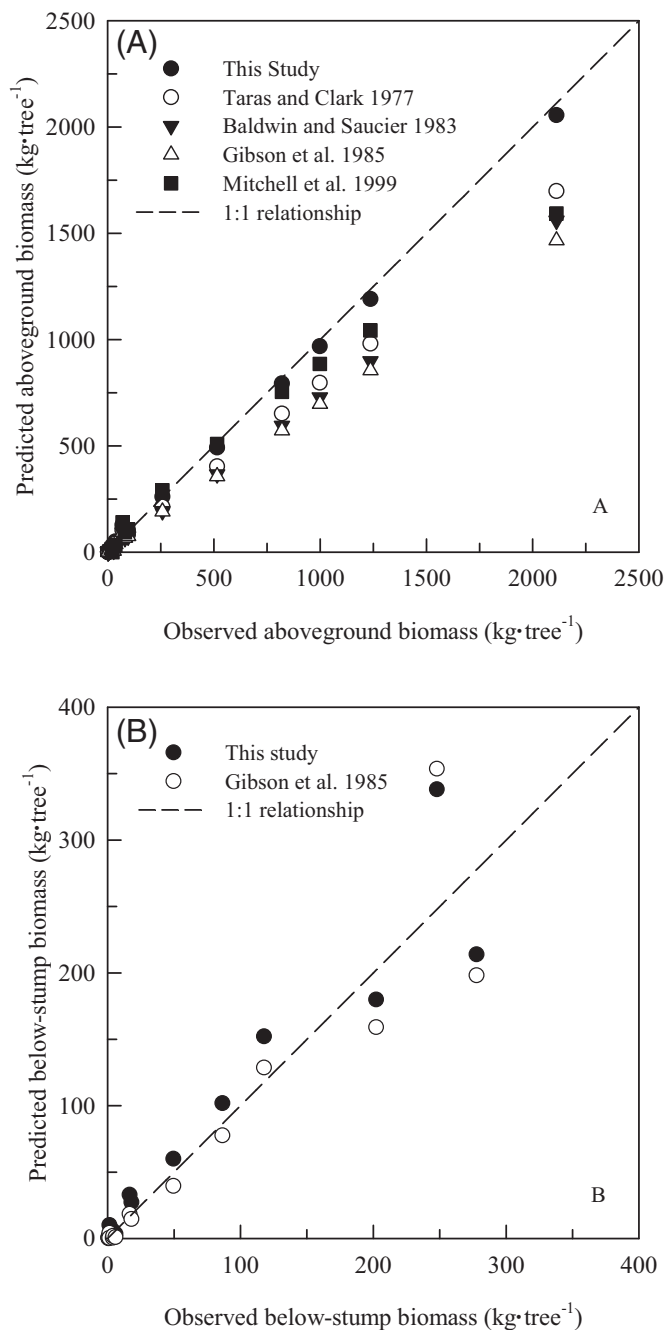 (A)
This Study
Taras and Clark 1977
Baldwin and Saucier 1983
Gibson et al. 1985
Mitchell et al. 1999
1:1 relationship
2500
2000
1500
1000
500
0
Predicted aboveground biomass (kg·tree⁻¹)
A
0
500
1000
1500
2000
2500
Observed aboveground biomass (kg·tree⁻¹)
(B)
This study
Gibson et al. 1985
1:1 relationship
400
300
200
100
0
Predicted below-stump biomass (kg·tree⁻¹)
B
0
100
200
300
400
Observed below-stump biomass (kg·tree⁻¹)